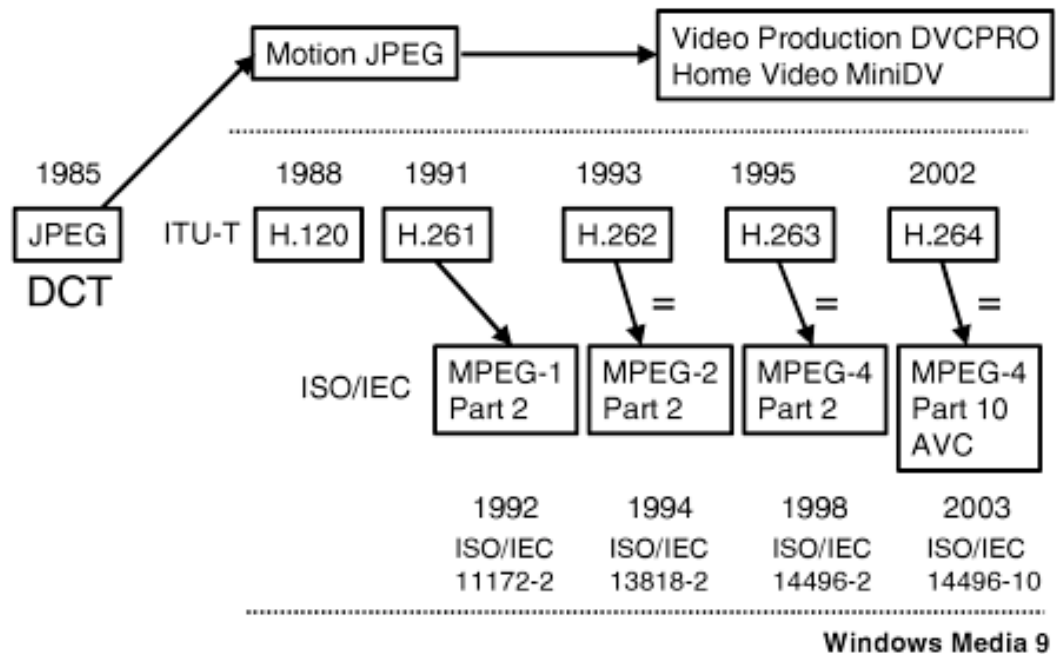 Motion JPEG
Video Production DVCPRO
Home Video MiniDV
1985
1988
1991
1993
1995
2002
JPEG
ITU-T
H.120
H.261
H.262
H.263
H.264
DCT
=
=
=
ISO/IEC
MPEG-1
Part 2
MPEG-2
Part 2
MPEG-4
Part 2
MPEG-4
Part 10
AVC
1992
ISO/IEC
11172-2
1994
ISO/IEC
13818-2
1998
ISO/IEC
14496-2
2003
ISO/IEC
14496-10
Windows Media 9